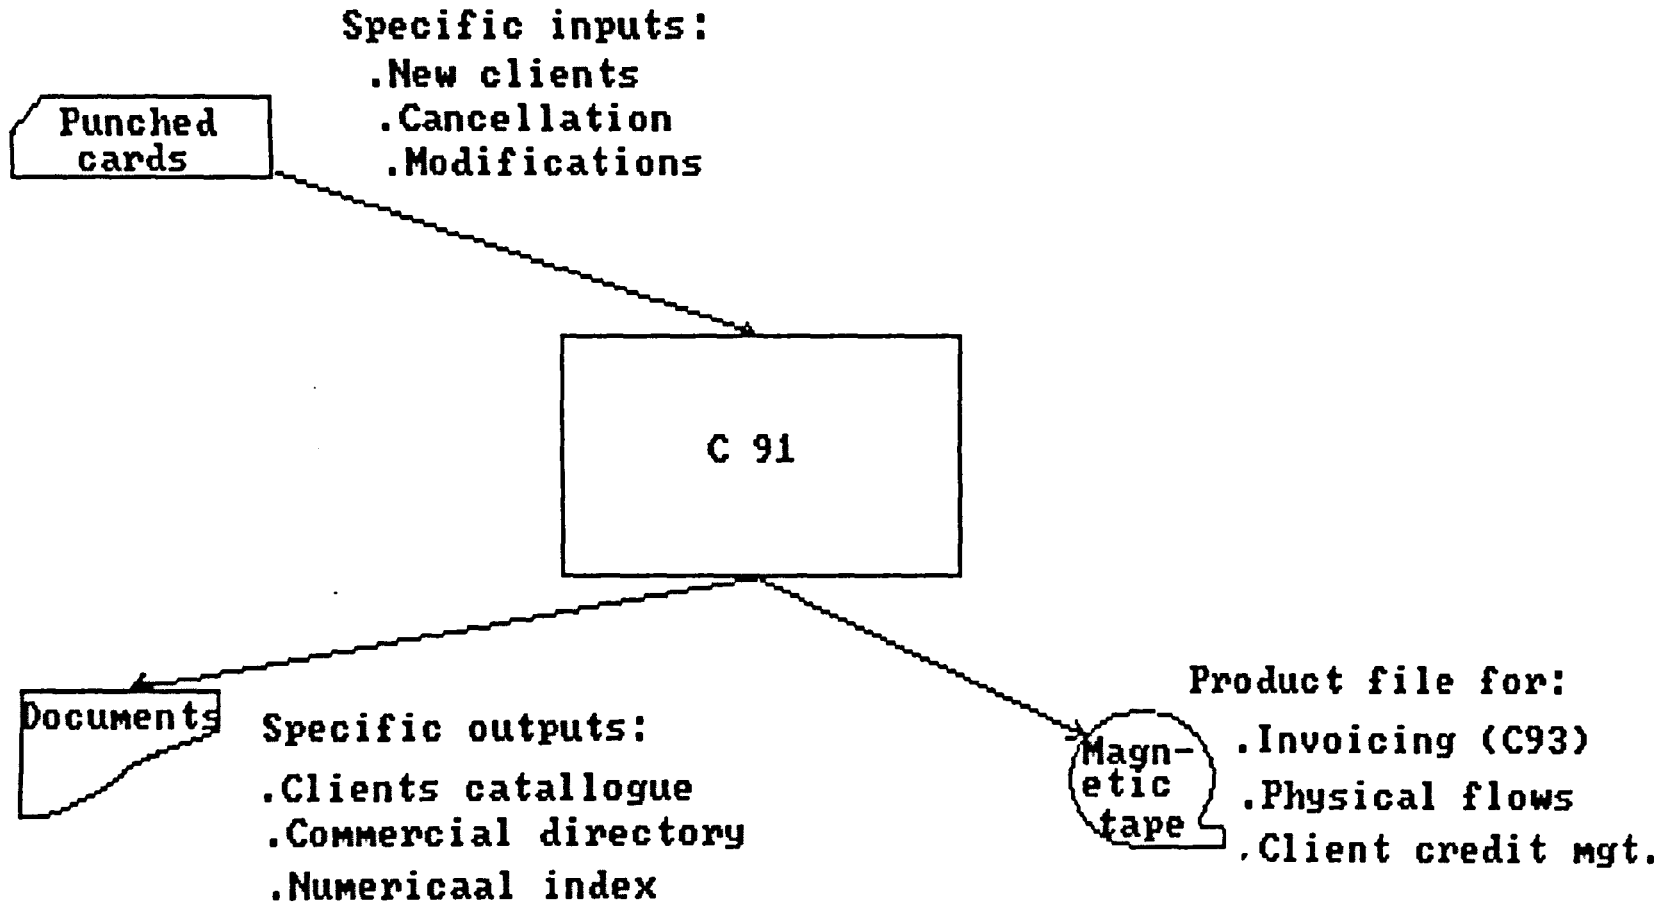 Specific inputs:
.New clients
.Cancellation
.Modifications
Punched
cards
C 91
Documents
Specific outputs:
.Clients catallogue
.Commercial directory
.Numericaal index
Magn-
etic
tape
Product file for:
.Invoicing (C93)
.Physical flows
.Client credit mgt.